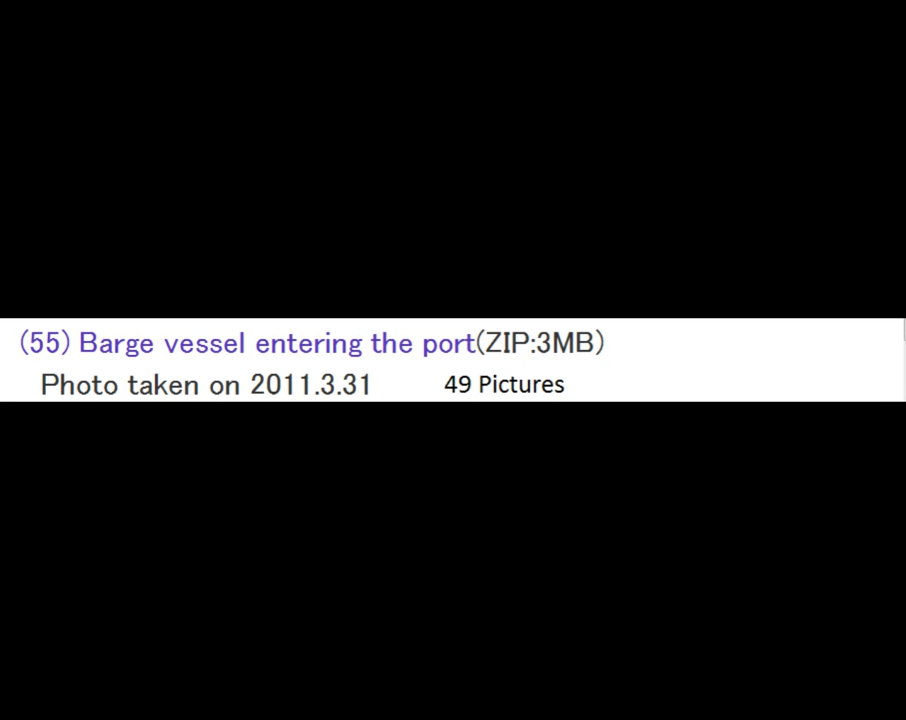 (55) Barge vessel entering the port(ZIP:3MB)
Photo taken on 2011.3.31 49 Pictures